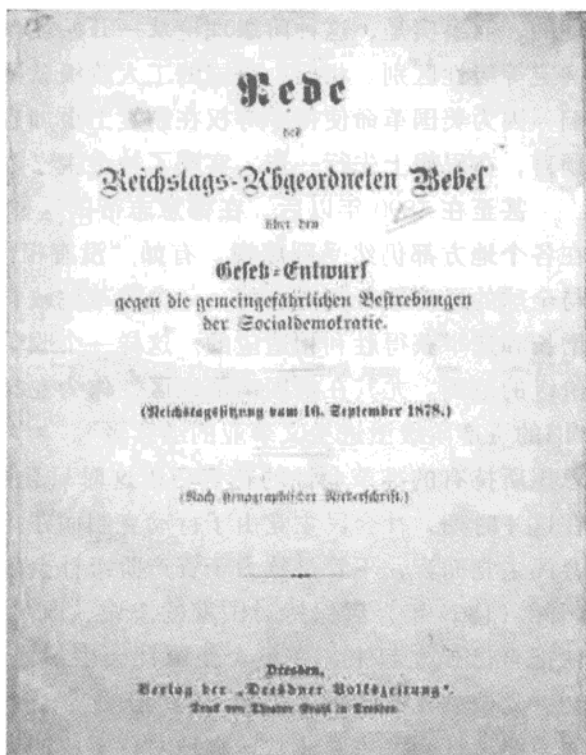 Rede
des
Reichstags-Abgeordneten Bebel
über den
Gesetz-Entwurf
gegen die gemeingefährlichen Bestrebungen
der Socialdemokratie.
(Reichstagssitzung vom 16. September 1878.)
(Nach stenographischer Niederschrift.)
Dresden,
Verlag der „Dresdner Volkszeitung“.
Druck von in Dresden.